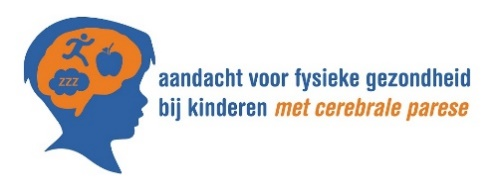 zzz
aandacht voor fysieke gezondheid
bij kinderen met cerebrale parese